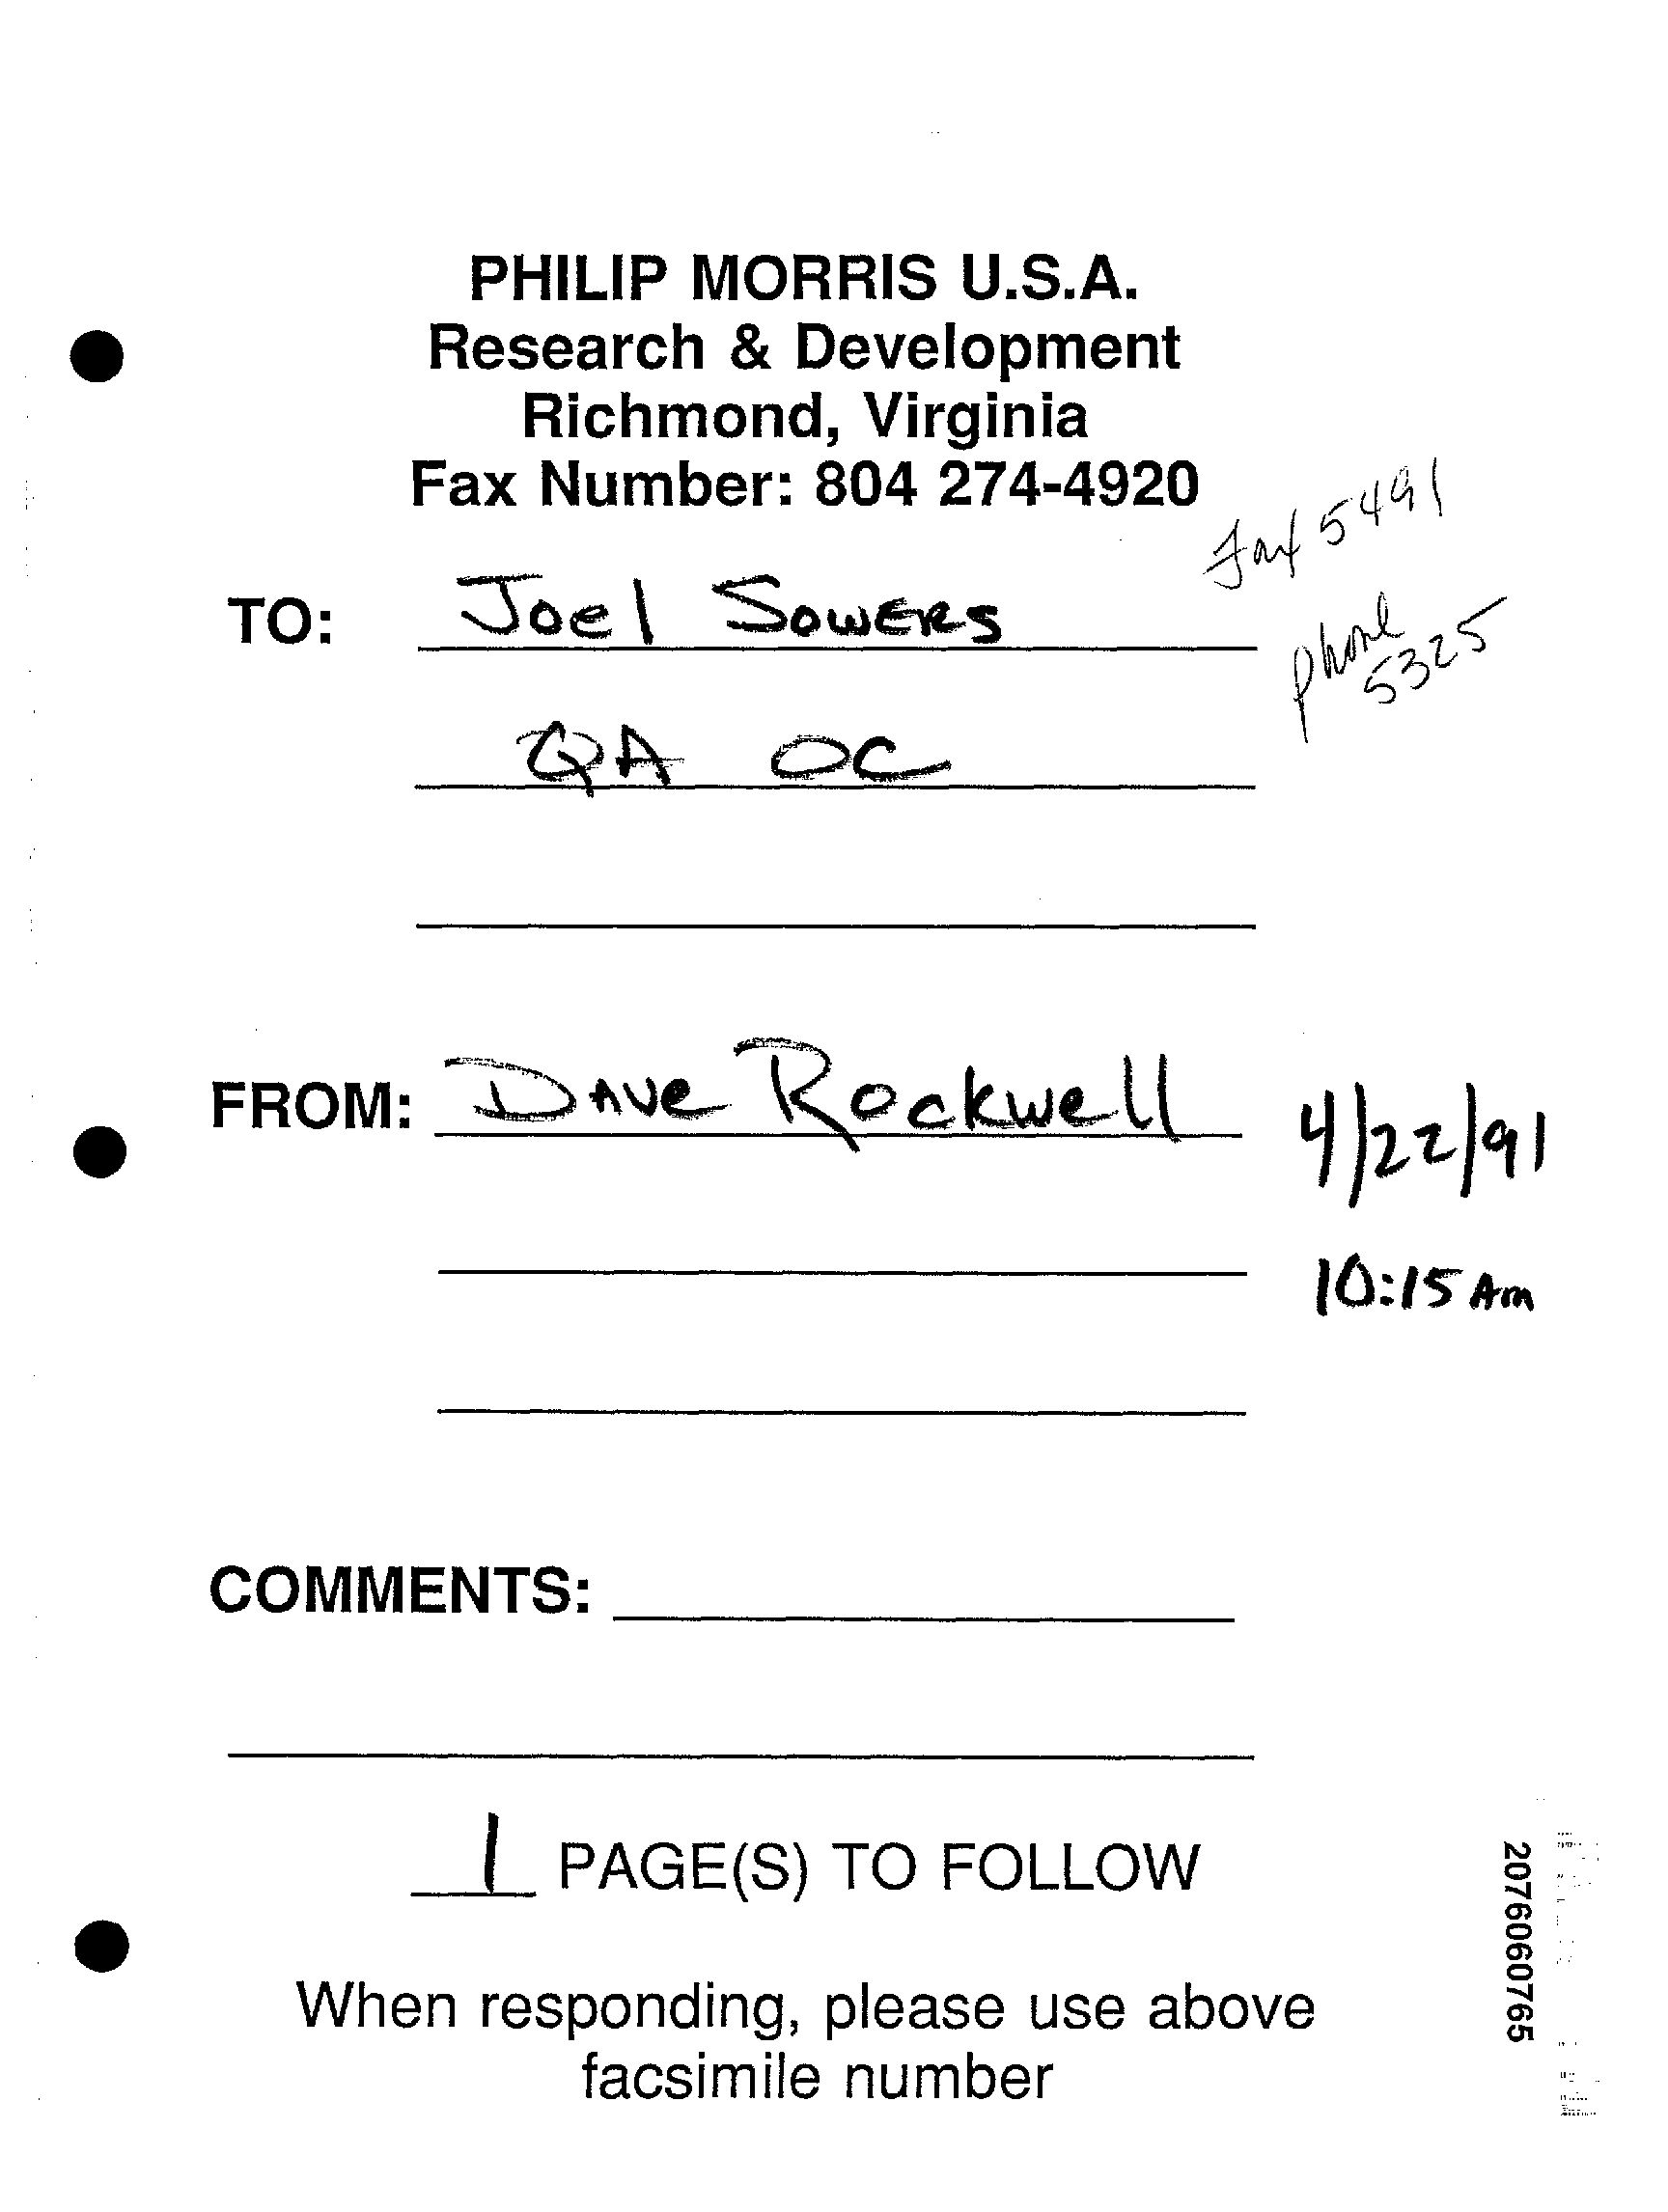 PHILIP MORRIS U.S.A.
Research & Development
Richmond, Virginia
Fax Number: 804 274-4920
Fax 5491
phone
5325
TO: Joel Sowers
QA OC
FROM: Dave Rockwell
4/22/91
10:15 Am
COMMENTS:
1 PAGE(S) TO FOLLOW
When responding, please use above
facsimile number
2076060765